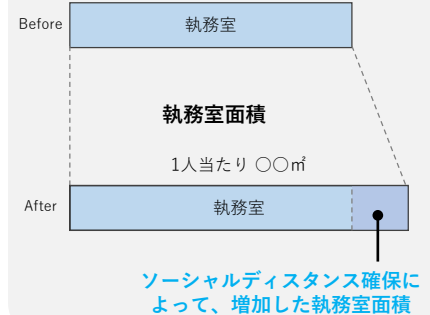 Before
執務室
執務室面積
1人当たり 〇〇㎡
After
執務室
ソーシャルディスタンス確保に
よって、増加した執務室面積